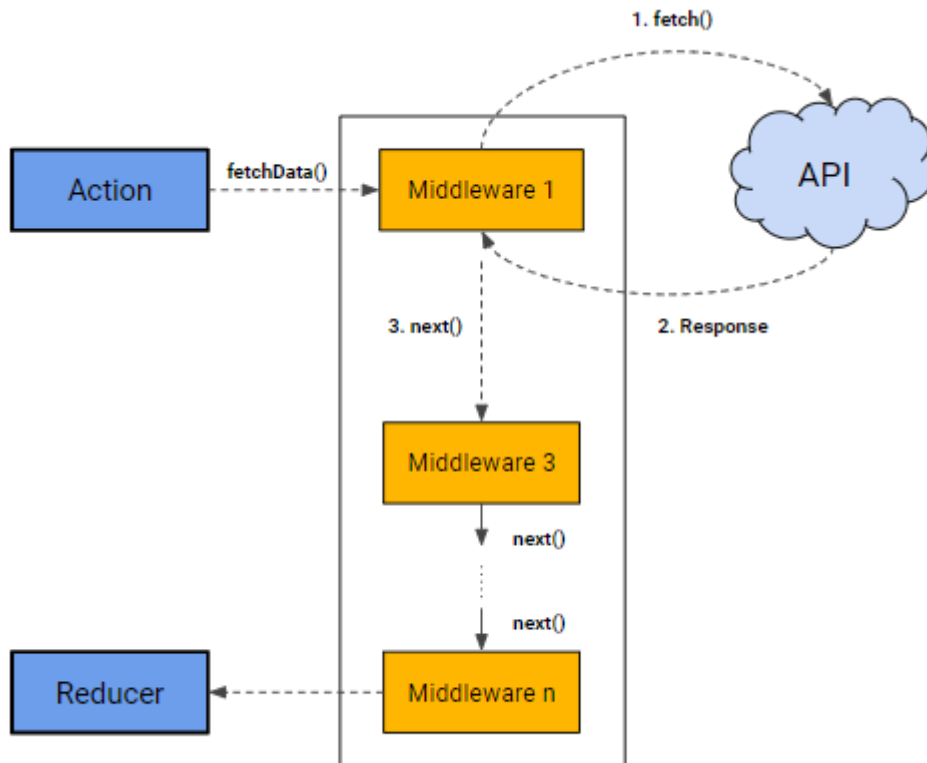 1. fetch()
Action
fetchData()
Middleware 1
API
3. next()
2. Response
Middleware 3
next()
next()
Reducer
Middleware n